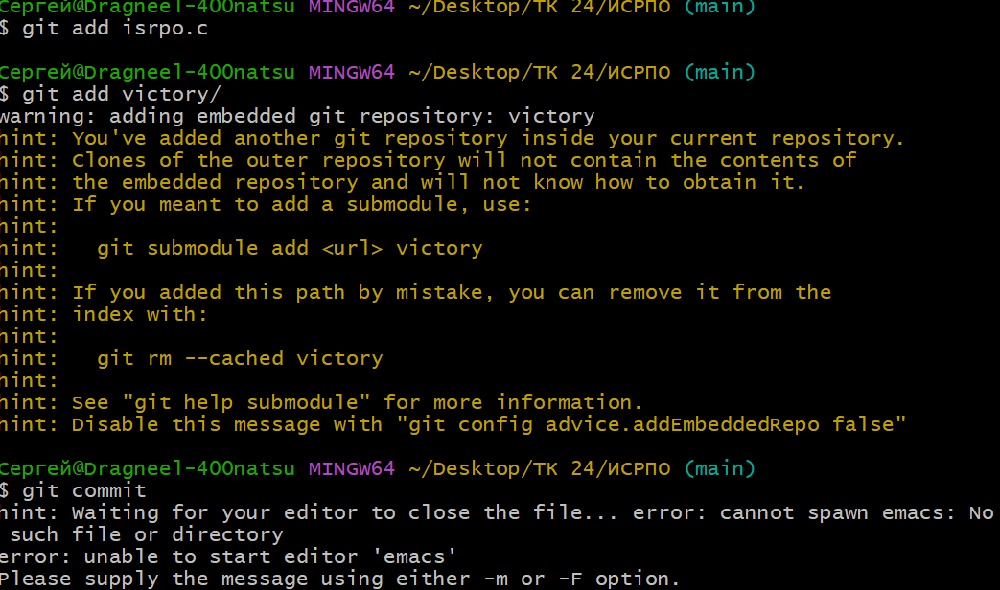 Сергей@Dragneel-400natsu MINGW64 ~/Desktop/ТК 24/ИСРПО (main)
$ git add isrpo.c
Сергей@Dragneel-400natsu MINGW64 ~/Desktop/ТК 24/ИСРПО (main)
$ git add victory/
warning: adding embedded git repository: victory
hint: You've added another git repository inside your current repository.
hint: Clones of the outer repository will not contain the contents of
hint: the embedded repository and will not know how to obtain it.
hint: If you meant to add a submodule, use:
hint:
hint:   git submodule add <url> victory
hint:
hint: If you added this path by mistake, you can remove it from the
hint: index with:
hint:
hint:   git rm --cached victory
hint:
hint: See "git help submodule" for more information.
hint: Disable this message with "git config advice.addEmbeddedRepo false"
Сергей@Dragneel-400natsu MINGW64 ~/Desktop/ТК 24/ИСРПО (main)
$ git commit
hint: Waiting for your editor to close the file... error: cannot spawn emacs: No
 such file or directory
error: unable to start editor 'emacs'
Please supply the message using either -m or -F option.